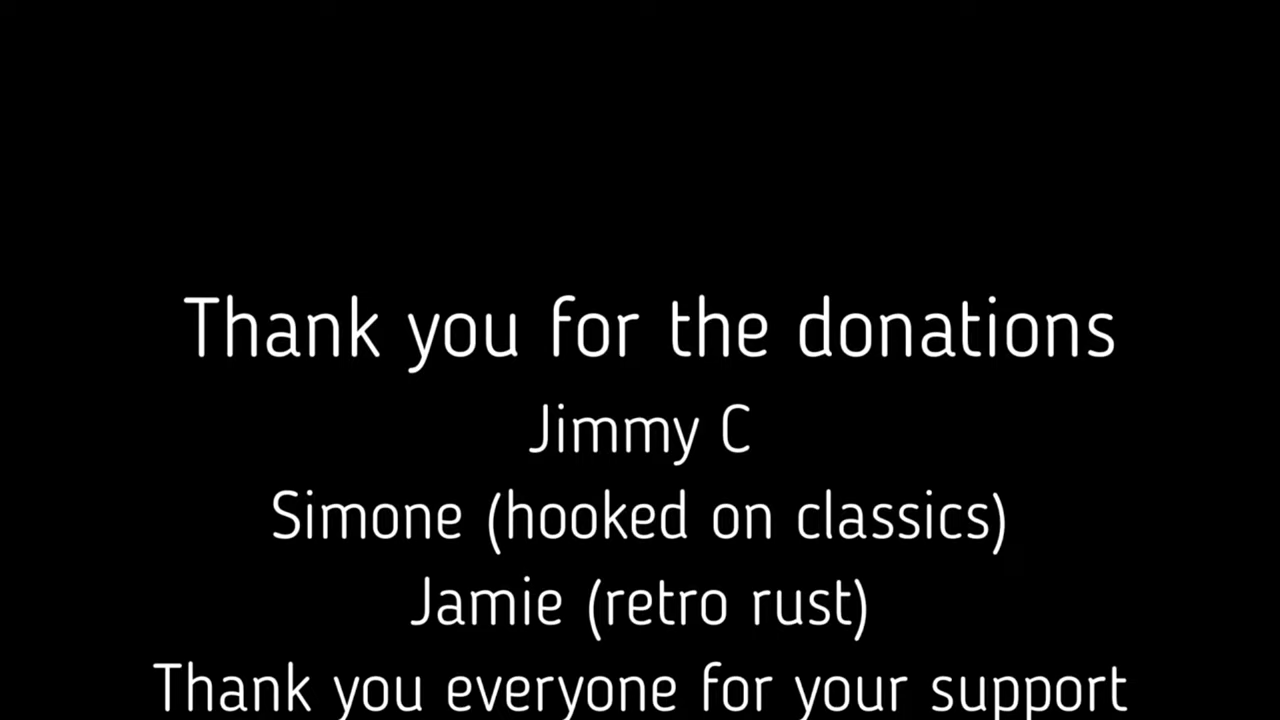 Thank you for the donations
Jimmy C
Simone (hooked on classics)
Jamie (retro rust)
Thank you everyone for your support